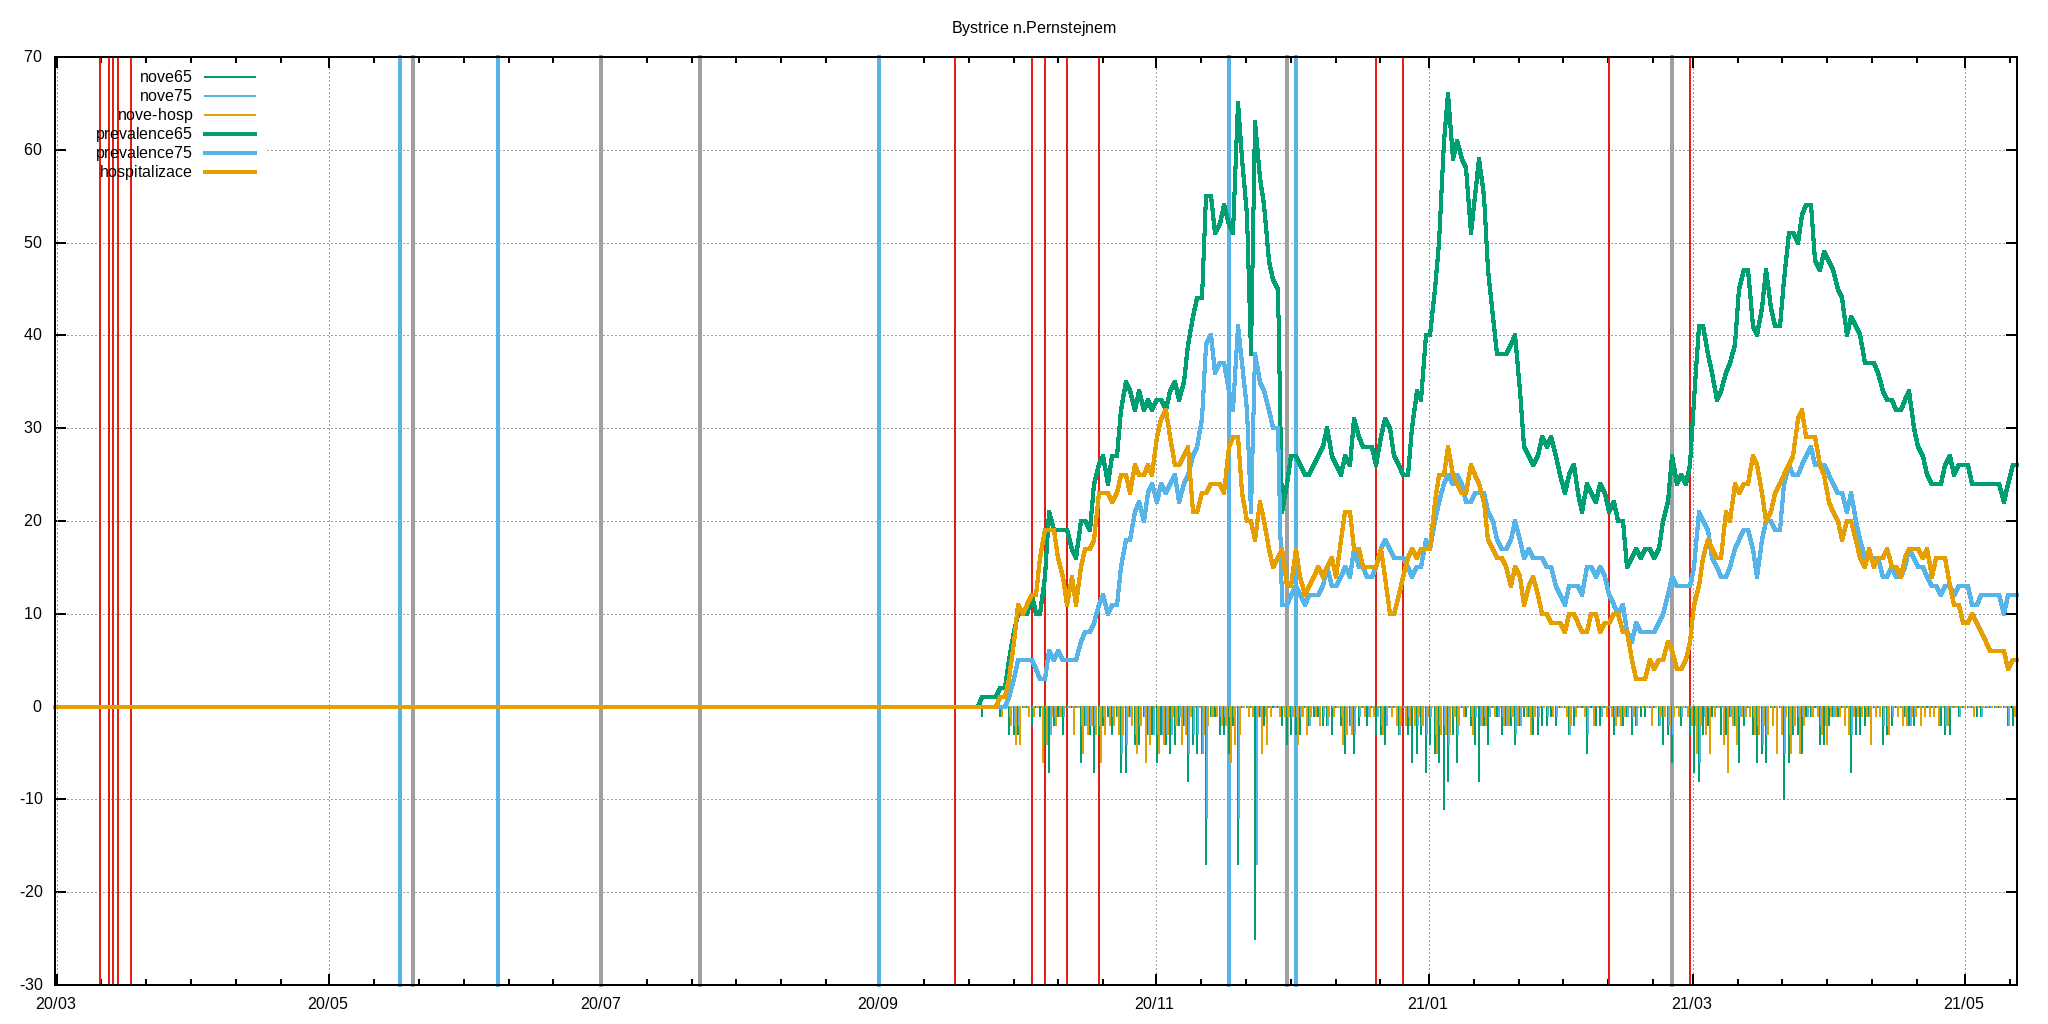 Bystrice n.Pernstejnem
70
60
50
40
30
20
10
0
-10
-20
-30
nove65
nove75
nove-hosp
prevalence65
prevalence75
hospitalizace
20/03 20/05 20/07 20/09 20/11 21/01 21/03 21/05